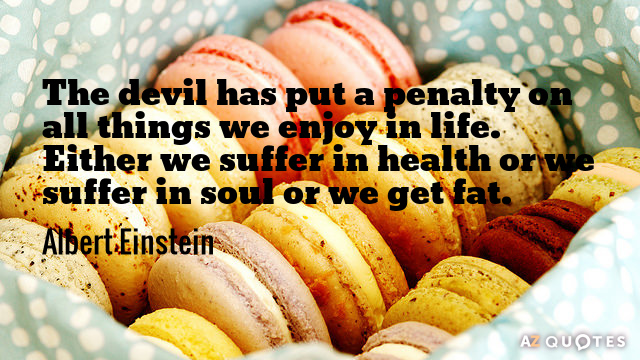 The devil has put a penalty on
all things we enjoy in life.
Either we suffer in health or we
suffer in soul or we get fat.
Albert Einstein
AZ QUOTES